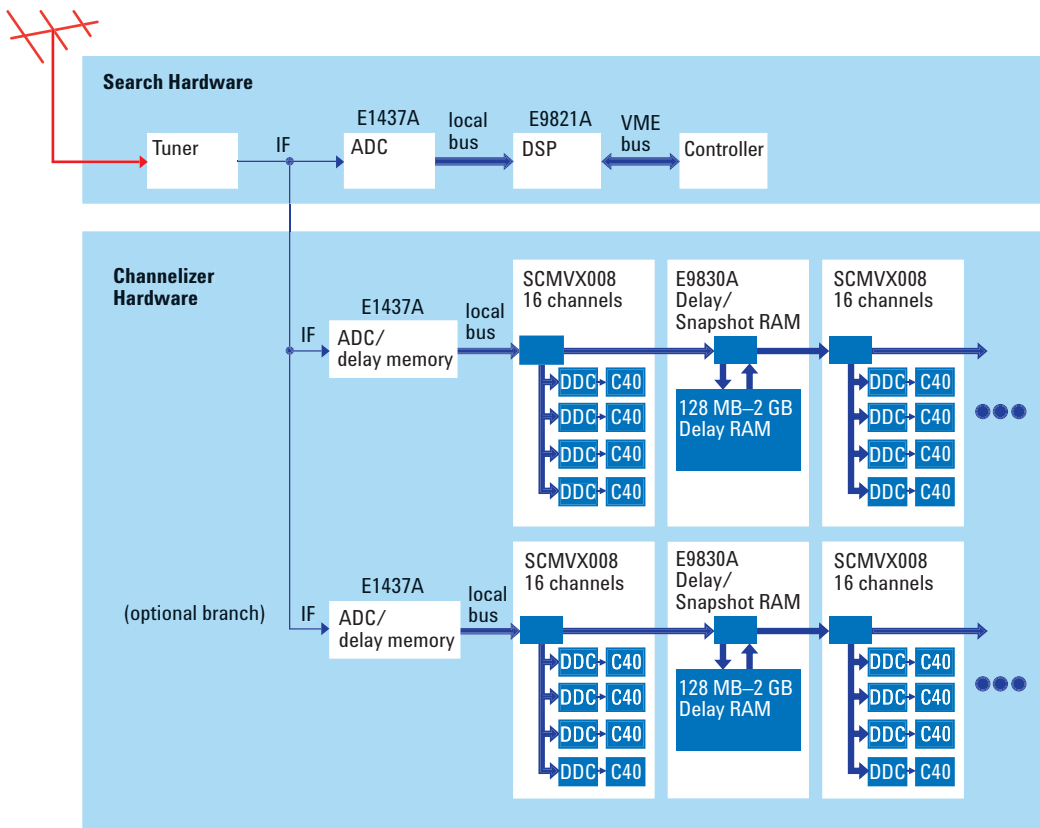 Search Hardware
Tuner
IF
E1437A
ADC
local
bus
E9821A
DSP
VME
bus
Controller
Channelizer
Hardware
IF
E1437A
ADC/
delay memory
local
bus
SCMVX008
16 channels
DDC C40
DDC C40
DDC C40
DDC C40
E9830A
Delay/
Snapshot RAM
128 MB–2 GB
Delay RAM
SCMVX008
16 channels
DDC C40
DDC C40
DDC C40
DDC C40
(optional branch)
IF
E1437A
ADC/
delay memory
local
bus
SCMVX008
16 channels
DDC C40
DDC C40
DDC C40
DDC C40
E9830A
Delay/
Snapshot RAM
128 MB–2 GB
Delay RAM
SCMVX008
16 channels
DDC C40
DDC C40
DDC C40
DDC C40